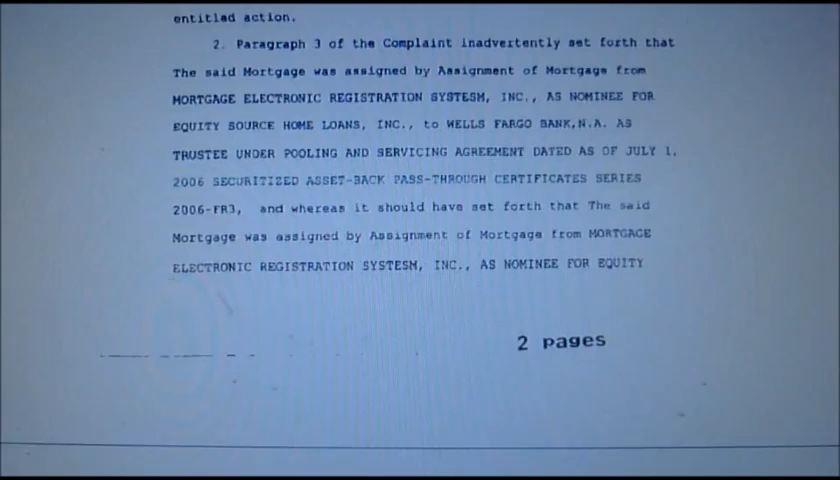 entitlad action.
2. Paragraph 3 of the Complaint inadvertently set forth that
The said Mortgage was assigned by Assignment of Mortgage from
MORTGAGE ELECTRONIC REGISTRATION SYSTESM, INC., AS NOMINEE FOR
EQUITY SOURCE HOME LOANS, INC., to WELLS FARGO BANK,N.A. AS
TRUSTEE UNDER POOLING AND SERVICING AGREEMENT DATED AS OF JULY 1,
2006 SECURITIZED ASSET-BACK PASS-THROUGH CERTIFICATES SERIES
2006-FR3, and whereas it should have set forth that The said
Mortgage was assigned by Assignment of Mortgage from MORTGAGE
ELECTRONIC REGISTRATION SYSTESM, INC., AS NOMINEE FOR EQUITY
2 pages